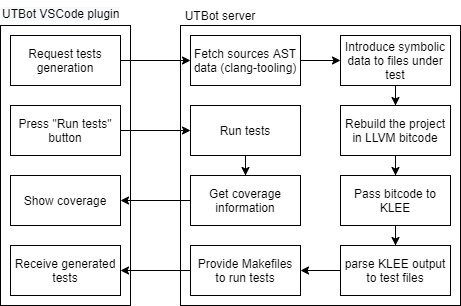 UTBot VSCode plugin
UTBot server
Request tests
generation
Fetch sources AST
data (clang-tooling)
Introduce symbolic
data to files under
test
Press "Run tests"
button
Run tests
Rebuild the project
in LLVM bitcode
Show coverage
Get coverage
information
Pass bitcode to
KLEE
Receive generated
tests
Provide Makefiles
to run tests
parse KLEE output
to test files